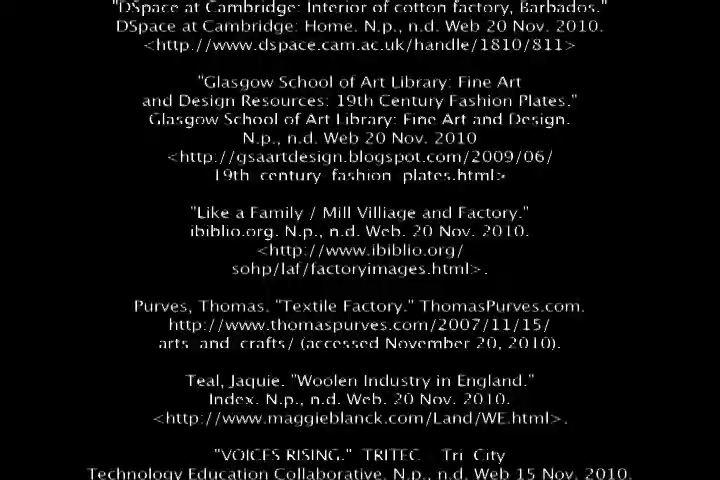 "DSpace at Cambridge: Interior of cotton factory, Barbados."
DSpace at Cambridge: Home. N.p., n.d. Web 20 Nov. 2010.
<http://www.dspace.cam.ac.uk/handle/1810/811>
"Glasgow School of Art Library: Fine Art
and Design Resources: 19th Century Fashion Plates."
Glasgow School of Art Library: Fine Art and Design.
N.p., n.d. Web 20 Nov. 2010
<http://gsaartdesign.blogspot.com/2009/06/
19th_century_fashion_plates.html>
"Like a Family / Mill Villiage and Factory."
ibiblio.org. N.p., n.d. Web. 20 Nov. 2010.
<http://www.ibiblio.org/
sohp/laf/factoryimages.html>.
Purves, Thomas. "Textile Factory." ThomasPurves.com.
http://www.thomaspurves.com/2007/11/15/
arts_and_crafts/ (accessed November 20, 2010).
Teal, Jaquie. "Woolen Industry in England."
Index. N.p., n.d. Web. 20 Nov. 2010.
<http://www.maggieblanck.com/Land/WE.html>.
"VOICES RISING." TRITEC - Tri-City
Technology Education Collaborative. N.p., n.d. Web 15 Nov. 2010.